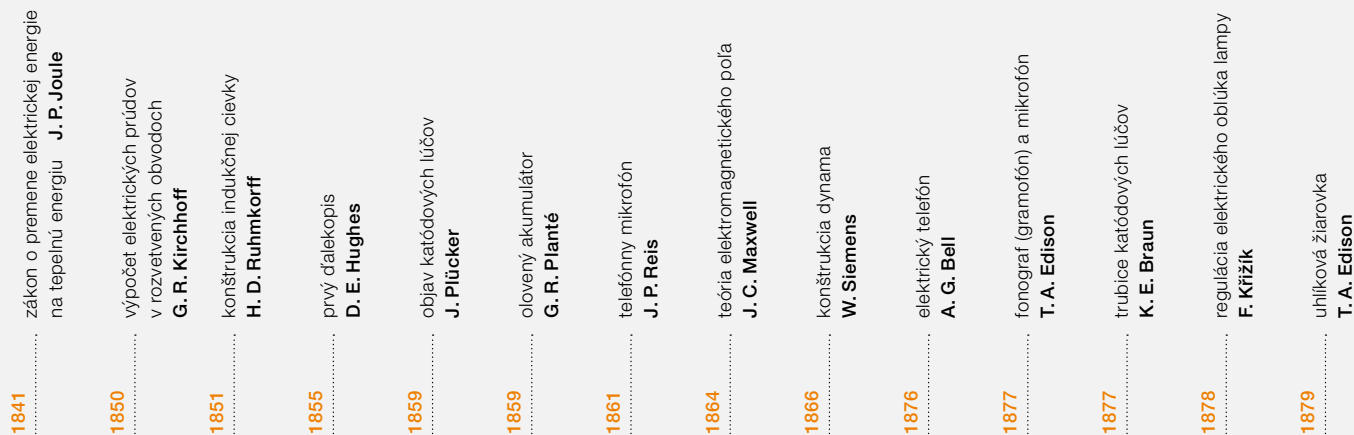 1841 zákon o premene elektrickej energie
na tepelnú energiu J. P. Joule
1850 výpočet elektrických prúdov
v rozvetvených obvodoch
G. R. Kirchhoff
1851 konštrukcia indukčnej cievky
H. D. Ruhmkorff
1855 prvý ďalekopis
D. E. Hughes
1859 objav katódových lúčov
J. Plücker
1859 olovený akumulátor
G. R. Planté
1861 telefónny mikrofón
J. P. Reis
1864 teória elektromagnetického poľa
J. C. Maxwell
1866 konštrukcia dynama
W. Siemens
1876 elektrický telefón
A. G. Bell
1877 fonograf (gramofón) a mikrofón
T. A. Edison
1877 trubice katódových lúčov
K. E. Braun
1878 regulácia elektrického oblúka lampy
F. Křižík
1879 uhlíková žiarovka
T. A. Edison